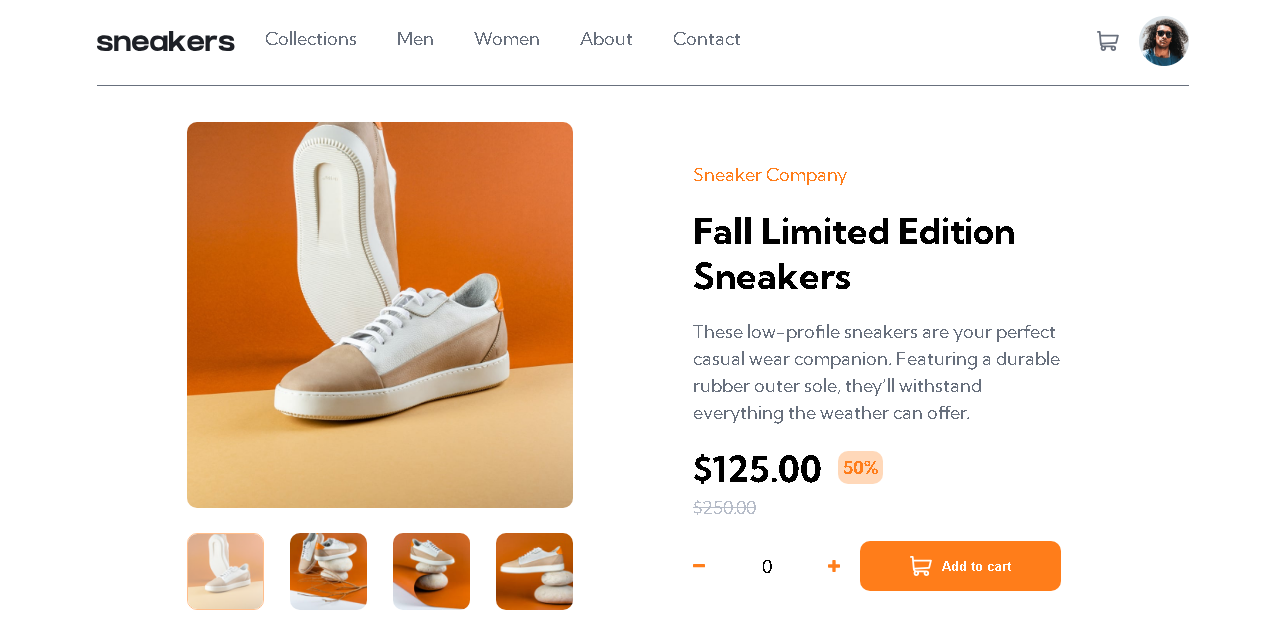 sneakers Collections Men Women About Contact
Sneaker Company
Fall Limited Edition
Sneakers
These low-profile sneakers are your perfect
casual wear companion. Featuring a durable
rubber outer sole, they’ll withstand
everything the weather can offer.
$125.00 50%
$250.00
0 Add to cart